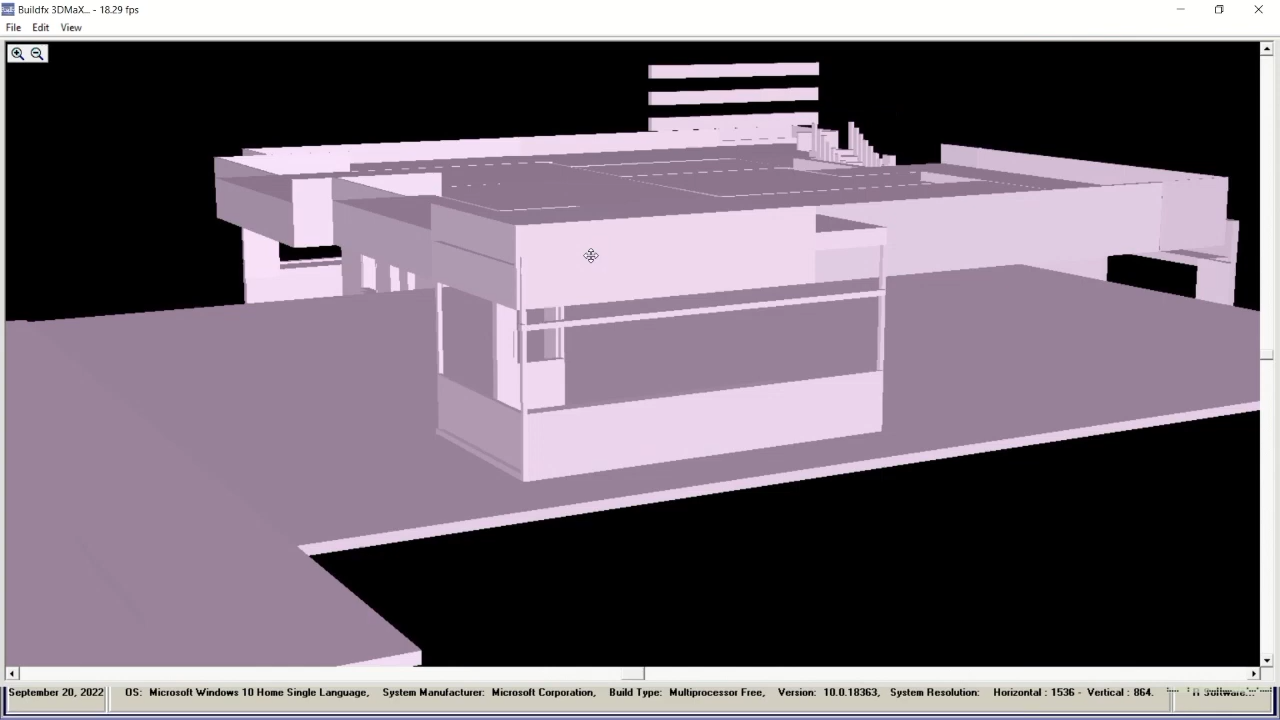 Buildfx 3DMaX... - 18.29 fps
File Edit View
September 20, 2022 OS: Microsoft Windows 10 Home Single Language, System Manufacturer: Microsoft Corporation, Build Type: Multiprocessor Free, Version: 10.0.18363, System Resolution: Horizontal : 1536 - Vertical : 864.